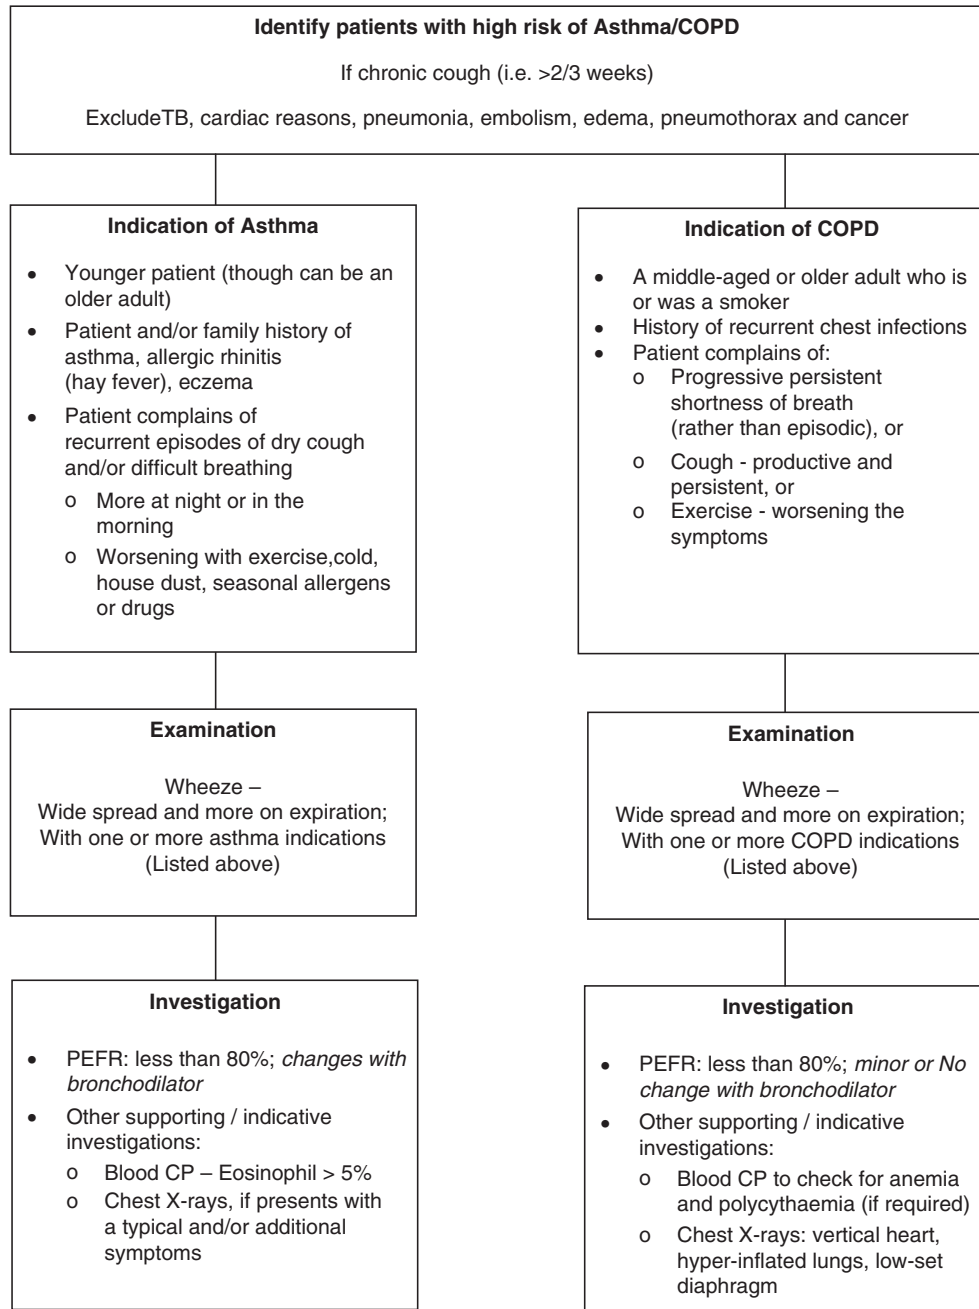 Identify patients with high risk of Asthma/COPD
If chronic cough (i.e. >2/3 weeks)
ExcludeTB, cardiac reasons, pneumonia, embolism, edema, pneumothorax and cancer
Indication of Asthma
• Younger patient (though can be an
older adult)
• Patient and/or family history of
asthma, allergic rhinitis
(hay fever), eczema
• Patient complains of
recurrent episodes of dry cough
and/or difficult breathing
o More at night or in the
morning
o Worsening with exercise,cold,
house dust, seasonal allergens
or drugs
Examination
Wheeze –
Wide spread and more on expiration;
With one or more asthma indications
(Listed above)
Investigation
• PEFR: less than 80%; changes with
bronchodilator
• Other supporting / indicative
investigations:
o Blood CP – Eosinophil > 5%
o Chest X-rays, if presents with
a typical and/or additional
symptoms
Indication of COPD
• A middle-aged or older adult who is
or was a smoker
• History of recurrent chest infections
• Patient complains of:
o Progressive persistent
shortness of breath
(rather than episodic), or
o Cough - productive and
persistent, or
o Exercise - worsening the
symptoms
Examination
Wheeze –
Wide spread and more on expiration;
With one or more COPD indications
(Listed above)
Investigation
• PEFR: less than 80%; minor or No
change with bronchodilator
• Other supporting / indicative
investigations:
o Blood CP to check for anemia
and polycythaemia (if required)
o Chest X-rays: vertical heart,
hyper-inflated lungs, low-set
diaphragm